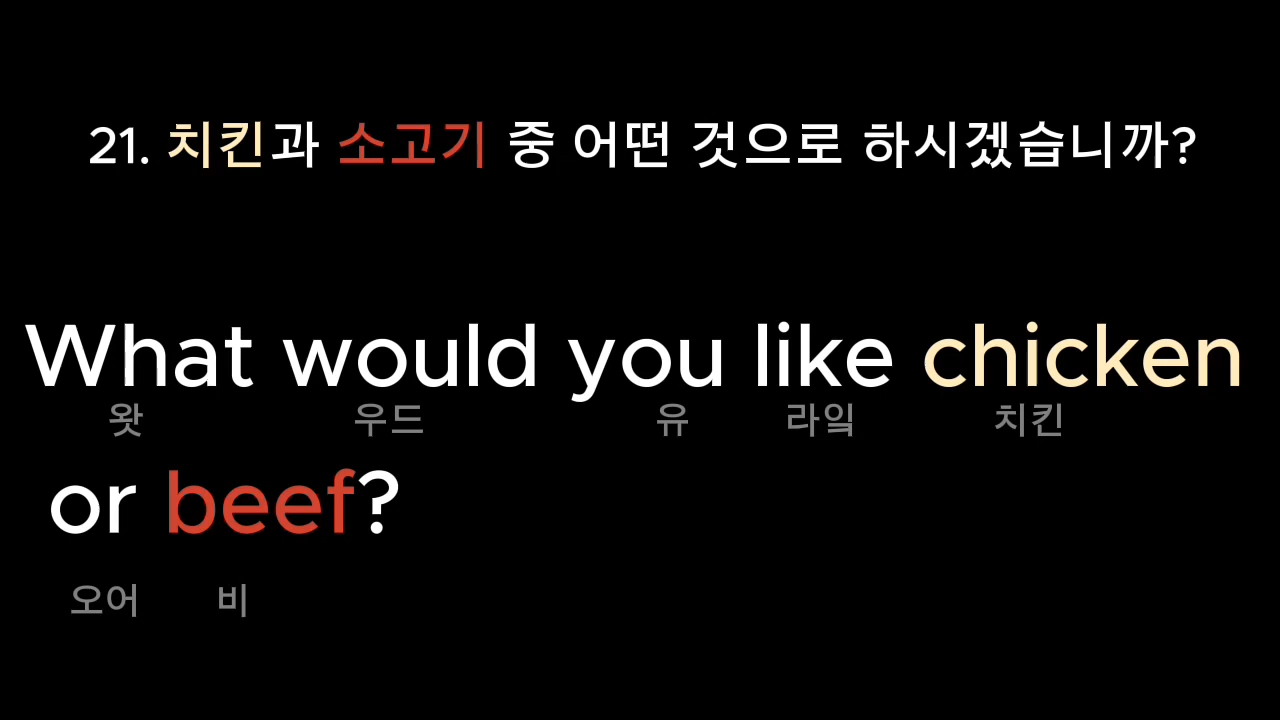 21. 치킨과 소고기 중 어떤 것으로 하시겠습니까?
What would you like chicken
왓 우드 유 라잌 치킨
or beef?
오어 비